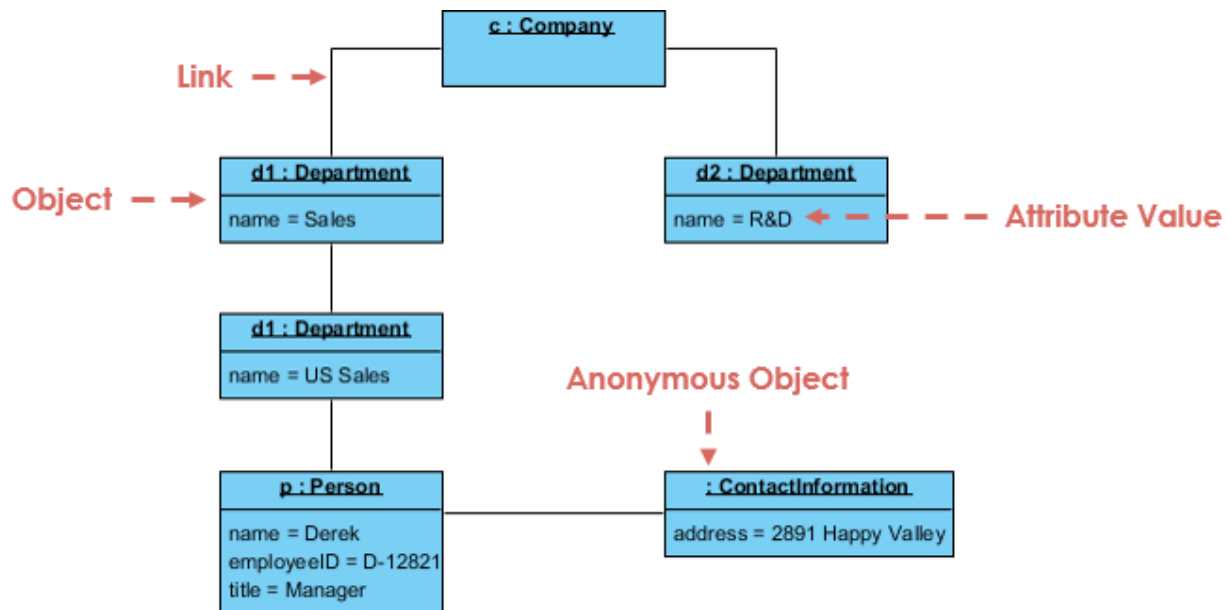 c : Company
Link
d1 : Department
name = Sales
Object
d2 : Department
name = R&D
Attribute Value
d1 : Department
name = US Sales
Anonymous Object
p : Person
name = Derek
employeeID = D-12821
title = Manager
: ContactInformation
address = 2891 Happy Valley